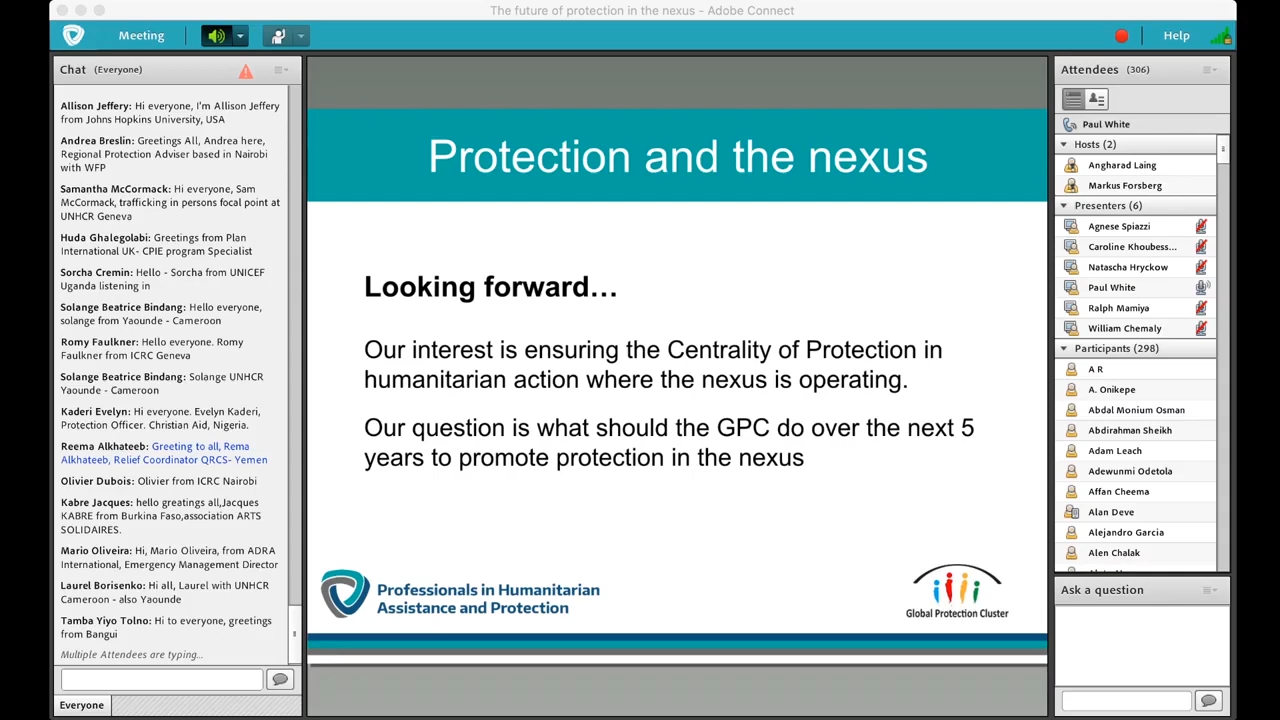 The future of protection in the nexus - Adobe Connect
Meeting
Help
Chat (Everyone)
Allison Jeffery: Hi everyone, I'm Allison Jeffery
from Johns Hopkins University, USA
Andrea Breslin: Greetings All, Andrea here,
Regional Protection Adviser based in Nairobi
with WFP
Samantha McCormack: Hi everyone, Sam
McCormack, trafficking in persons focal point at
UNHCR Geneva
Huda Ghalegolabi: Greetings from Plan
International UK- CPIE program Specialist
Sorcha Cremin: Hello - Sorcha from UNICEF
Uganda listening in
Solange Beatrice Bindang: Hello everyone,
solange from Yaounde - Cameroon
Romy Faulkner: Hello everyone. Romy
Faulkner from ICRC Geneva
Solange Beatrice Bindang: Solange UNHCR
Yaounde - Cameroon
Kaderi Evelyn: Hi everyone. Evelyn Kaderi,
Protection Officer. Christian Aid, Nigeria.
Reema Alkhateeb: Greeting to all, Rema
Alkhateeb, Relief Coordinator QRCS- Yemen
Olivier Dubois: Olivier from ICRC Nairobi
Kabre Jacques: hello greetings all,Jacques
KABRE from Burkina Faso,association ARTS
SOLIDAIRES.
Mario Oliveira: Hi, Mario Oliveira, from ADRA
International, Emergency Management Director
Laurel Borisenko: Hi all, Laurel with UNHCR
Cameroon - also Yaounde
Tamba Yiyo Tolno: Hi to everyone, greetings
from Bangui
Multiple Attendees are typing...
Everyone
Protection and the nexus
Looking forward…
Our interest is ensuring the Centrality of Protection in
humanitarian action where the nexus is operating.
Our question is what should the GPC do over the next 5
years to promote protection in the nexus
Professionals in Humanitarian
Assistance and Protection
Global Protection Cluster
Attendees (306)
Paul White
Hosts (2)
Angharad Laing
Markus Forsberg
Presenters (6)
Agnese Spiazzi
Caroline Khoubess...
Natascha Hryckow
Paul White
Ralph Mamiya
William Chemaly
Participants (298)
A R
A. Onikepe
Abdal Monium Osman
Abdirahman Sheikh
Adam Leach
Adewunmi Odetola
Affan Cheema
Alan Deve
Alejandro Garcia
Alen Chalak
Ask a question